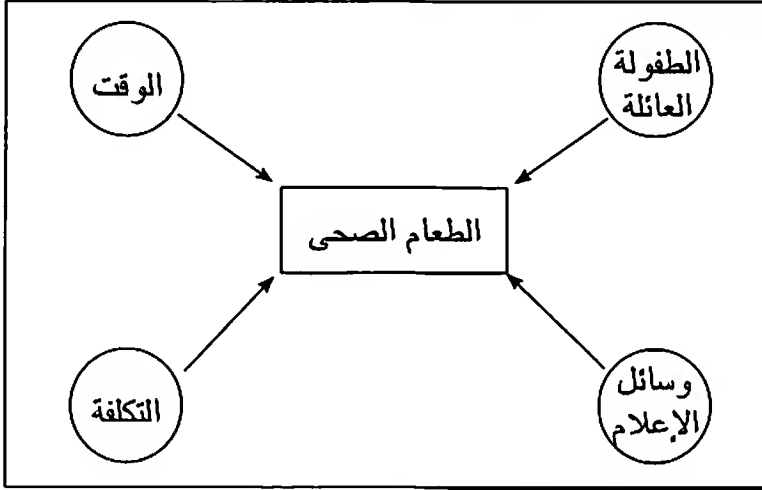 الطفولة
العائلة
الوقت
الطعام الصحى
وسائل
الإعلام
التكلفة